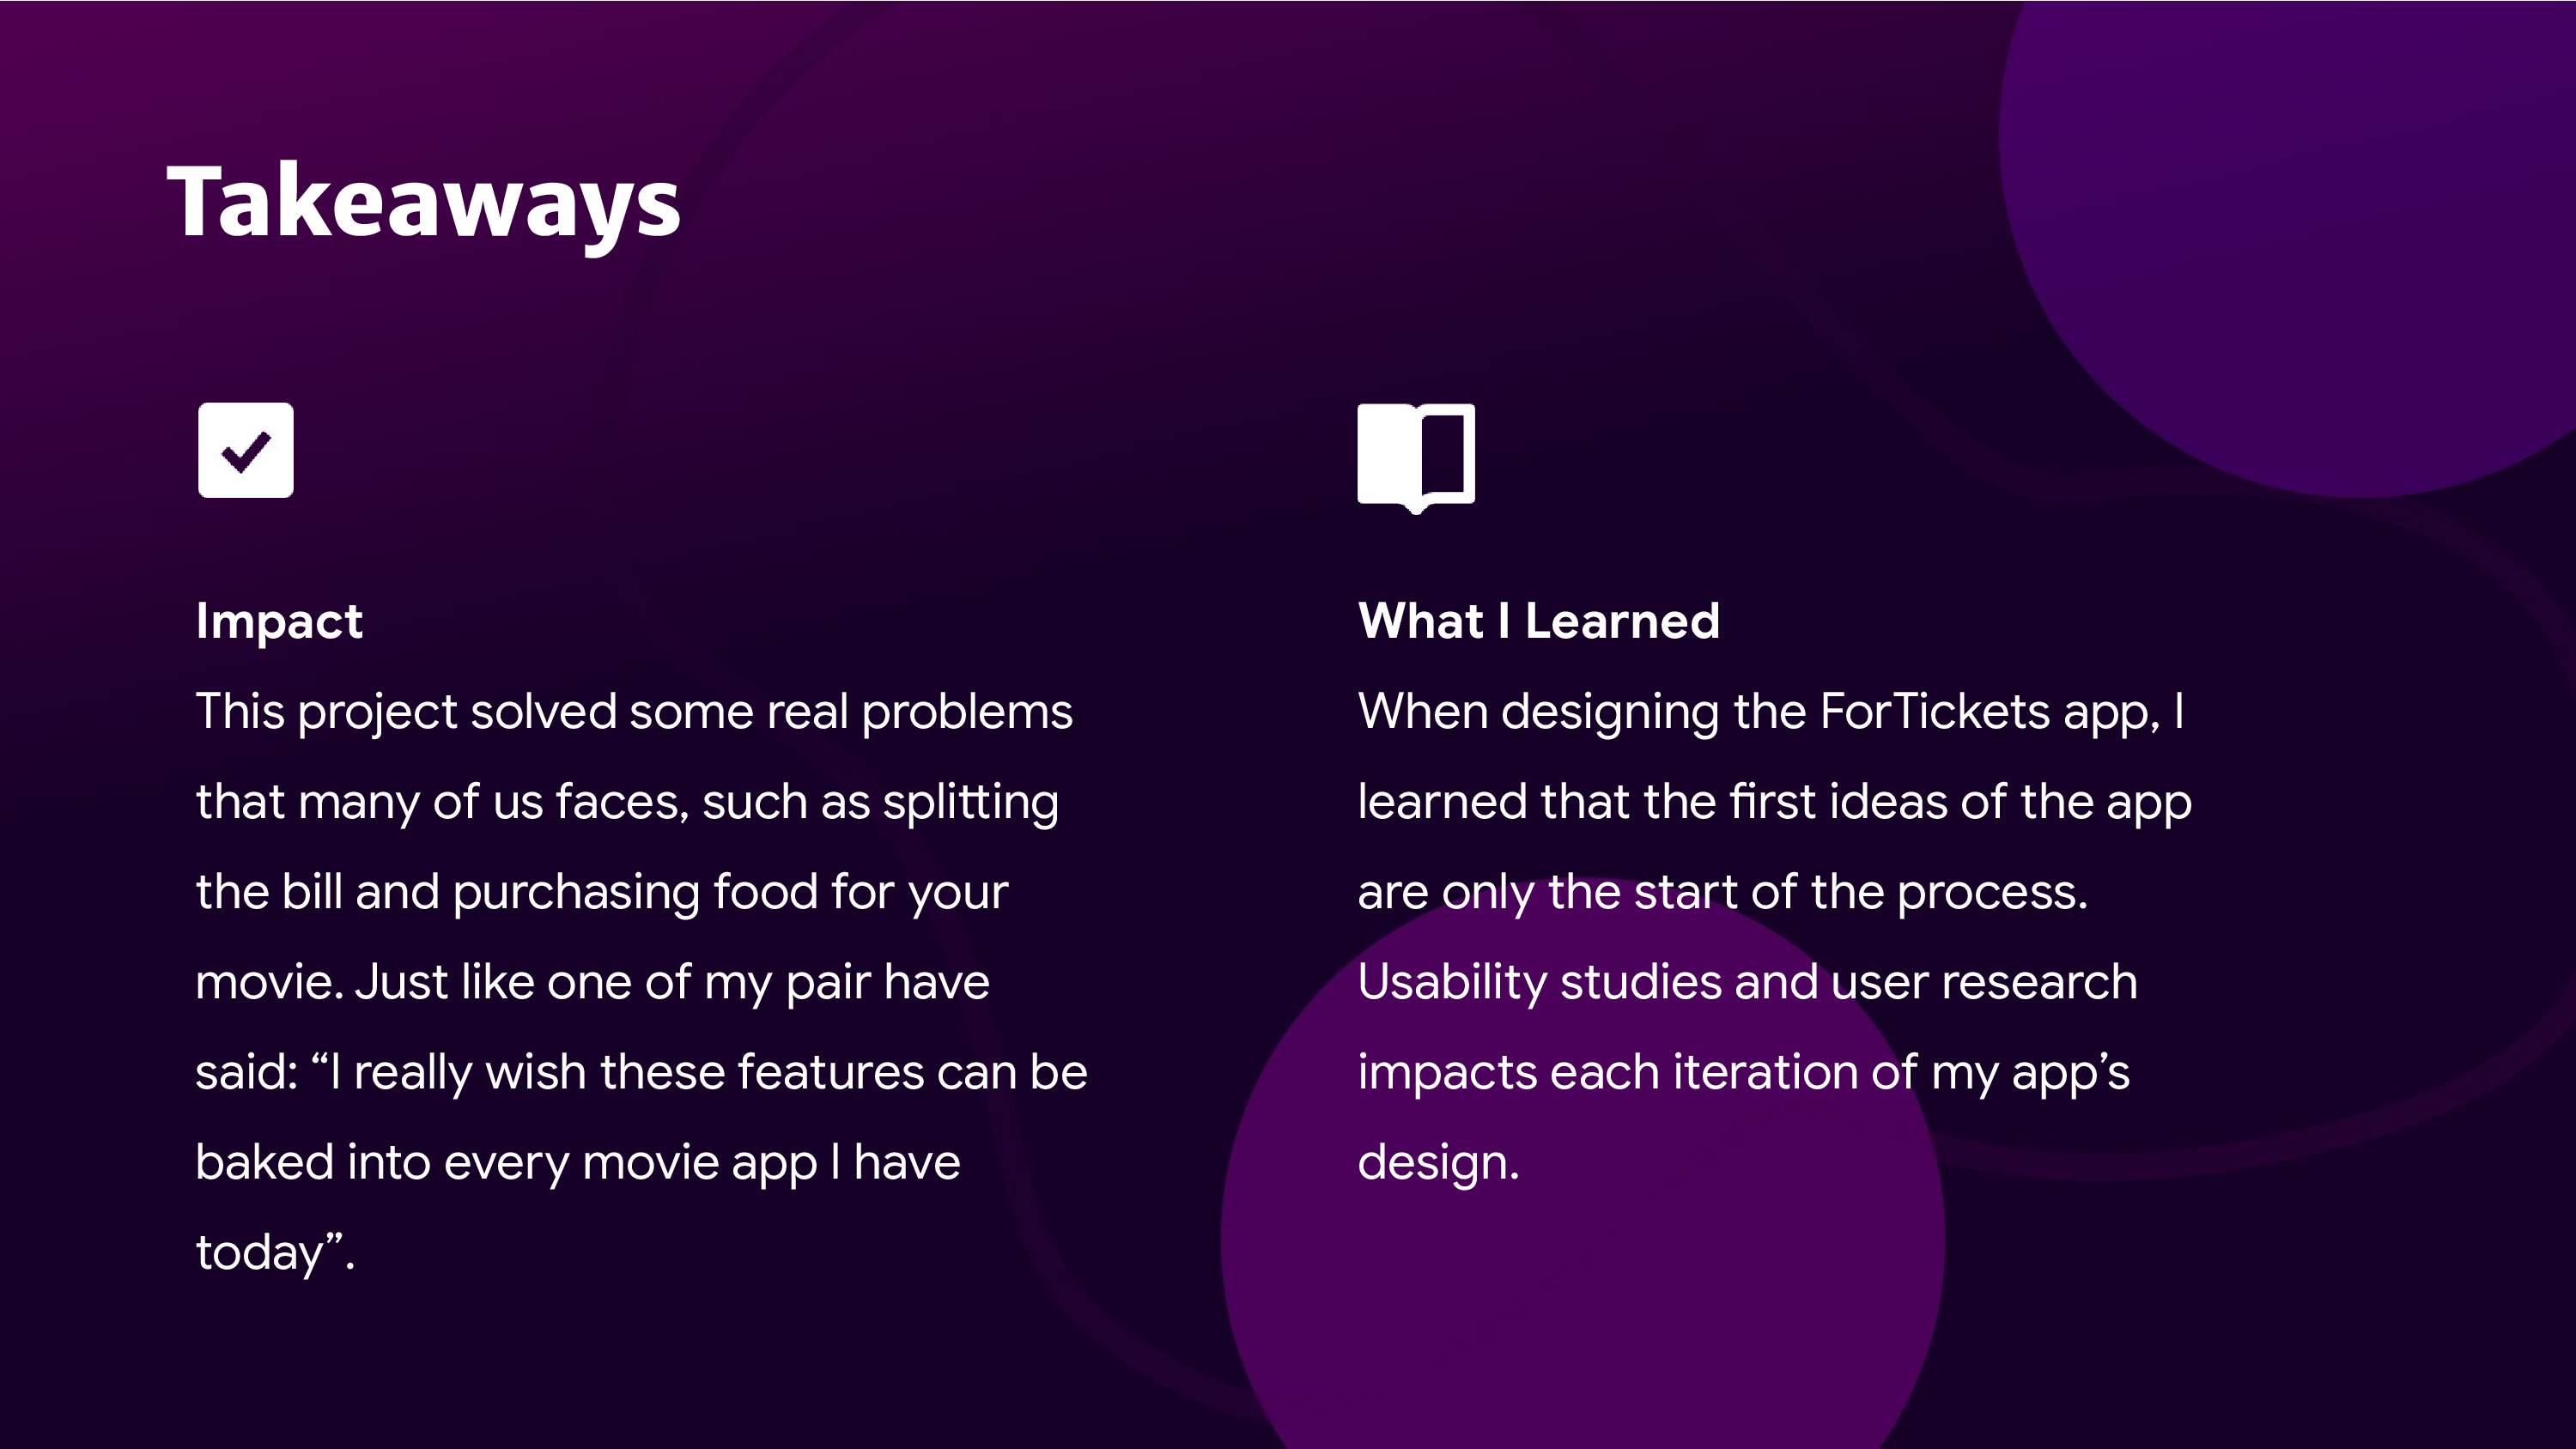 Takeaways
Impact
This project solved some real problems
that many of us faces, such as splitting
the bill and purchasing food for your
movie. Just like one of my pair have
said: “I really wish these features can be
baked into every movie app I have
today”.
What I Learned
When designing the ForTickets app, I
learned that the first ideas of the app
are only the start of the process.
Usability studies and user research
impacts each iteration of my app’s
design.